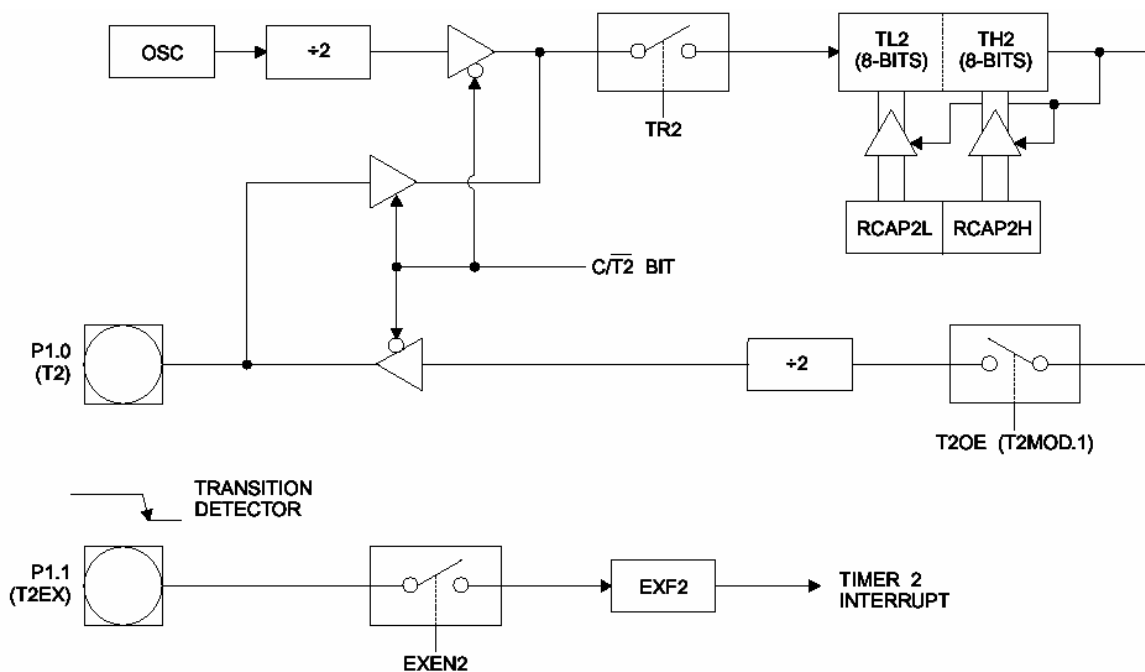 OSC
÷2
TR2
TL2
(8-BITS)
TH2
(8-BITS)
RCAP2L
RCAP2H
C/T̅2̅ BIT
P1.0
(T2)
÷2
T2OE (T2MOD.1)
TRANSITION
DETECTOR
P1.1
(T2EX)
EXEN2
EXF2
TIMER 2
INTERRUPT